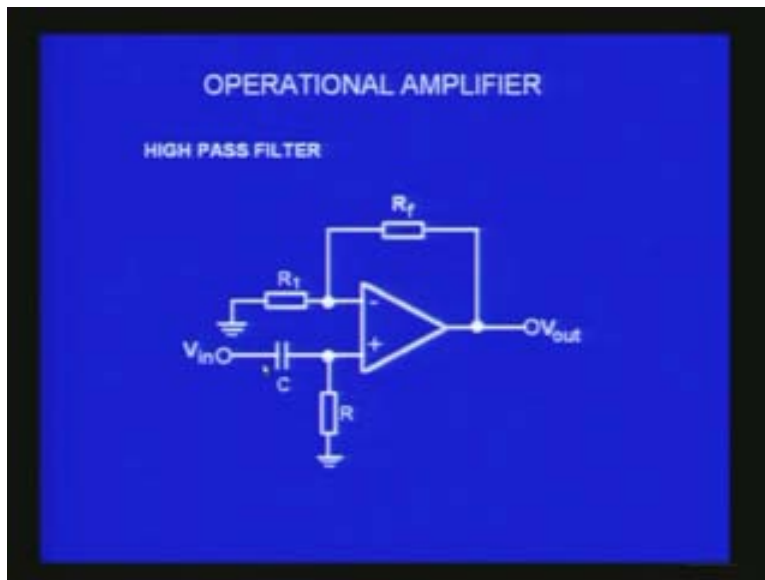 OPERATIONAL AMPLIFIER
HIGH PASS FILTER
Rf
R1
-
Vin
+
Vout
C
R